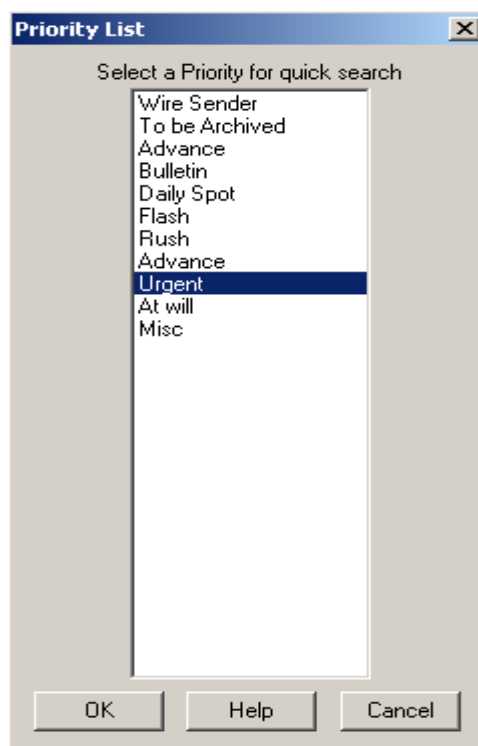 Priority List
Select a Priority for quick search
Wire Sender
To be Archived
Advance
Bulletin
Daily Spot
Flash
Rush
Advance
Urgent
At will
Misc
OK Help Cancel